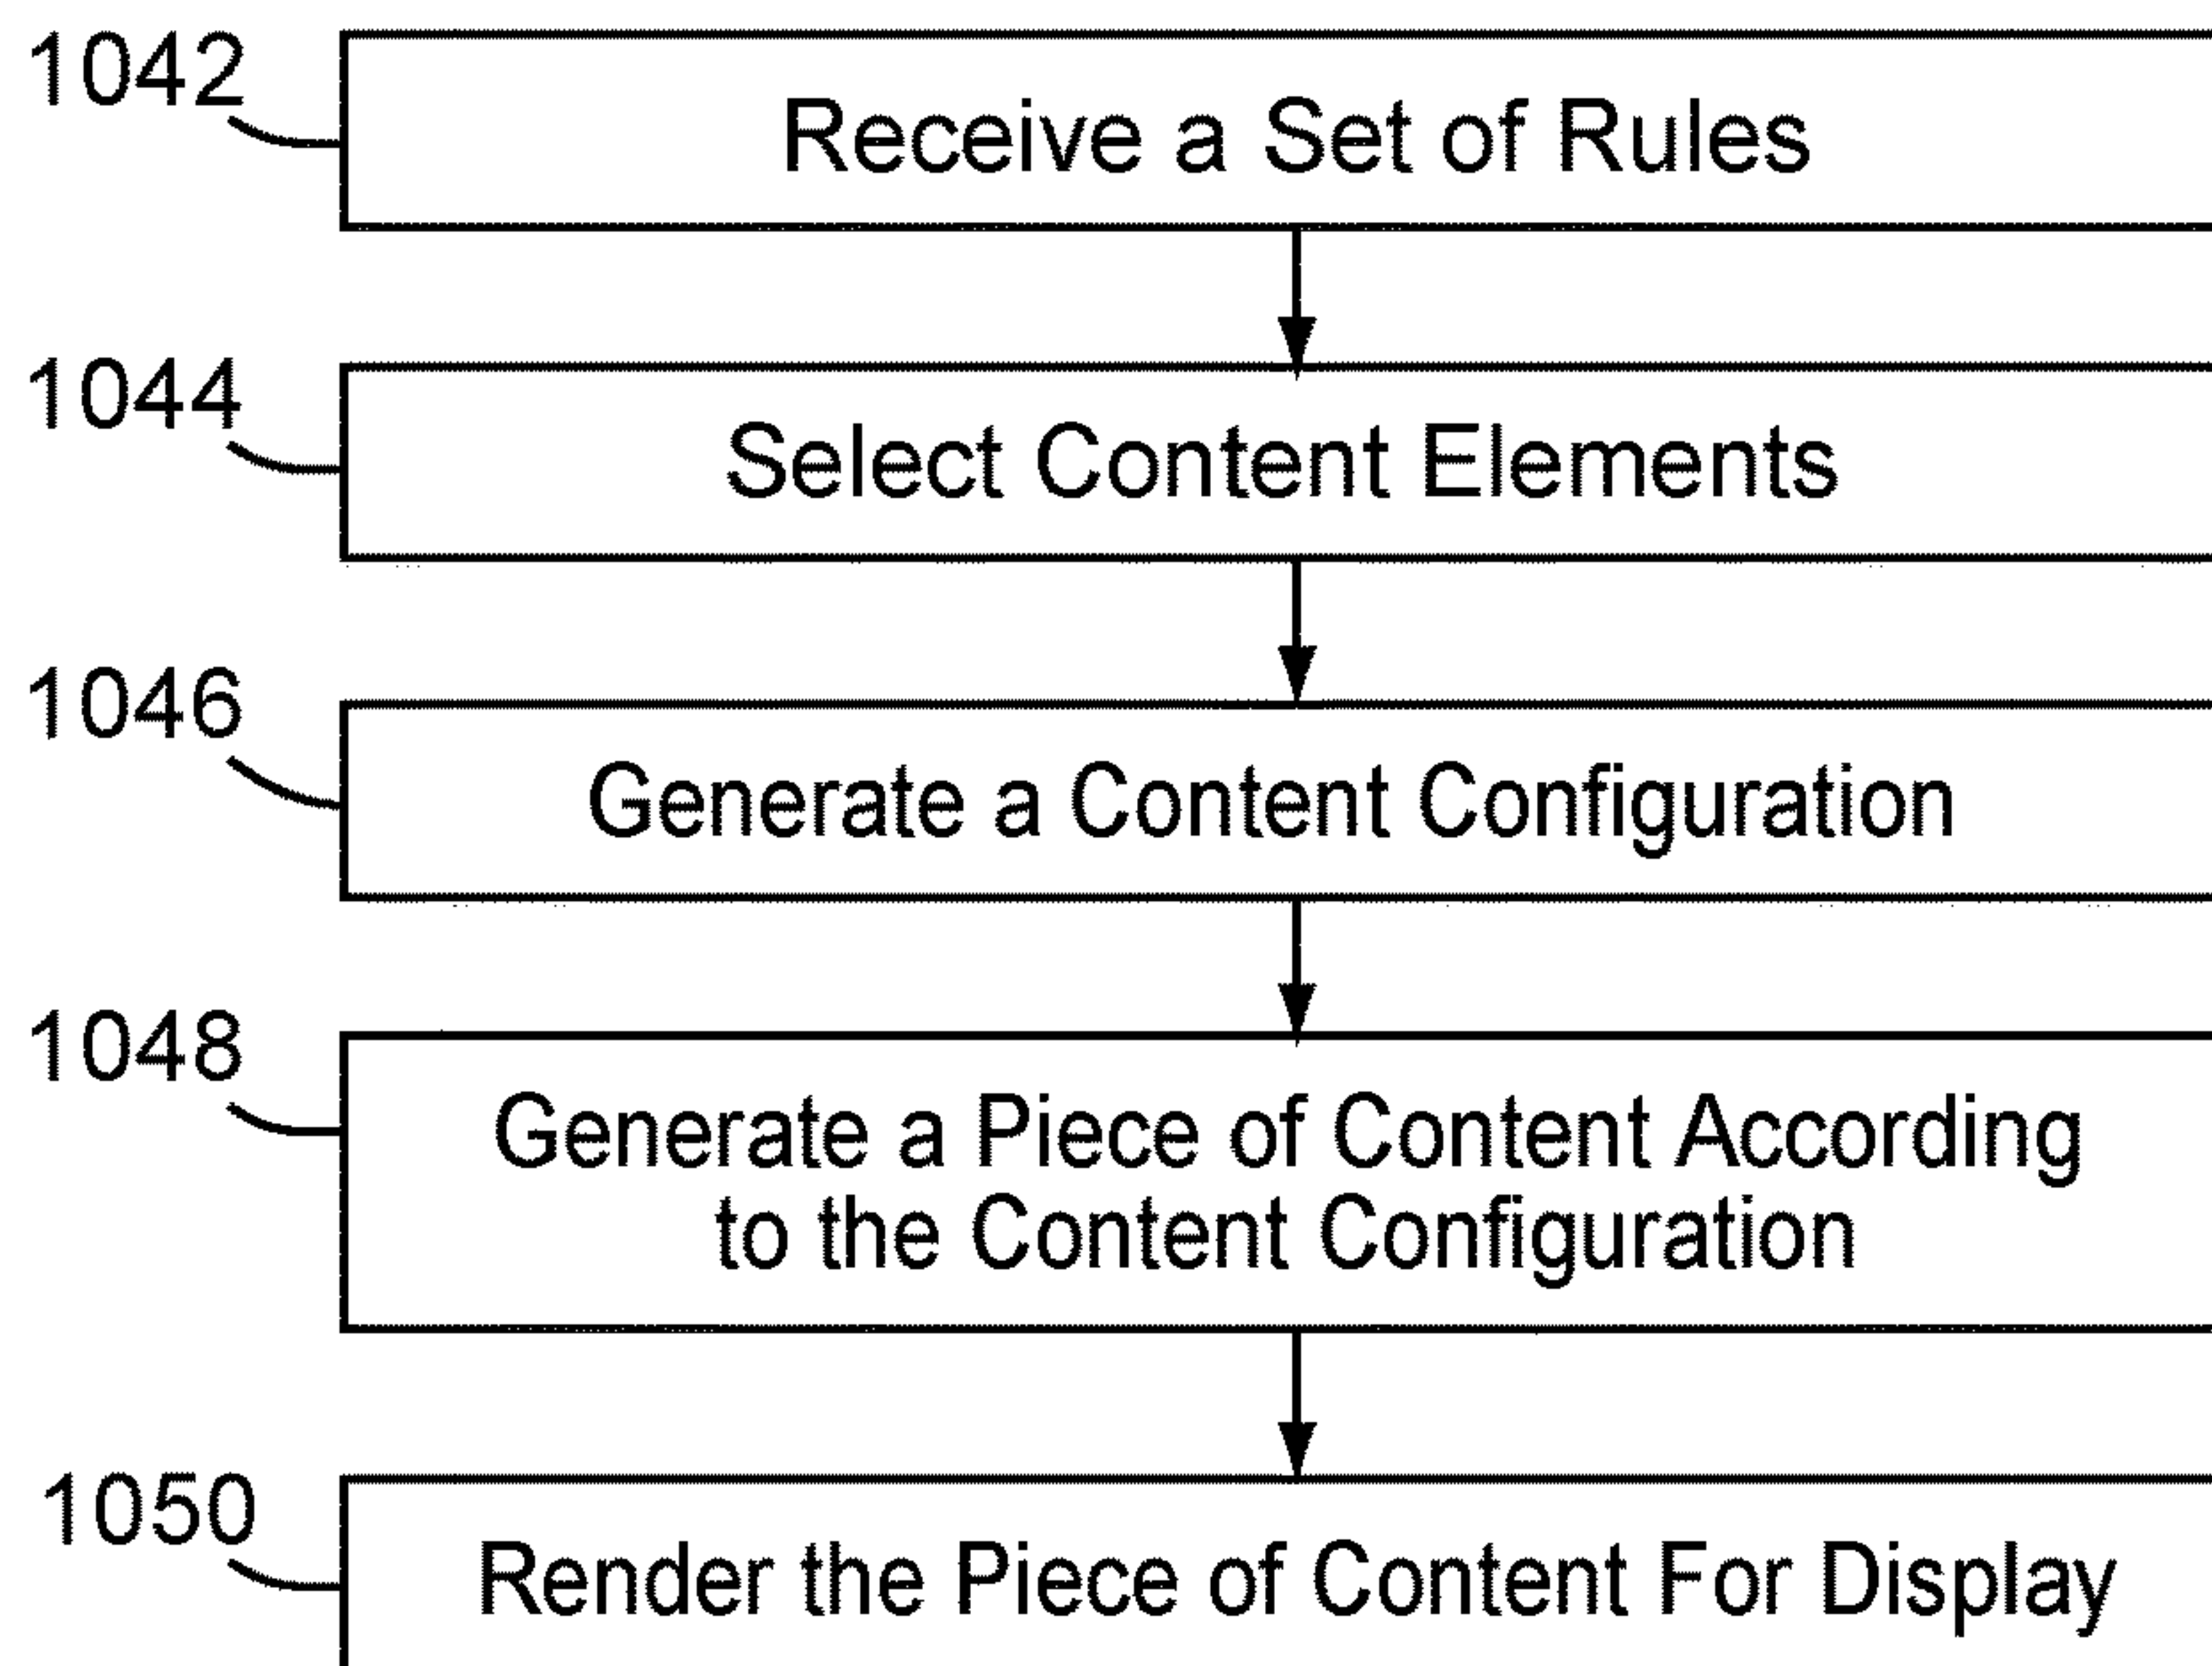 1042
Receive a Set of Rules
1044
Select Content Elements
1046
Generate a Content Configuration
1048
Generate a Piece of Content According
to the Content Configuration
1050
Render the Piece of Content For Display